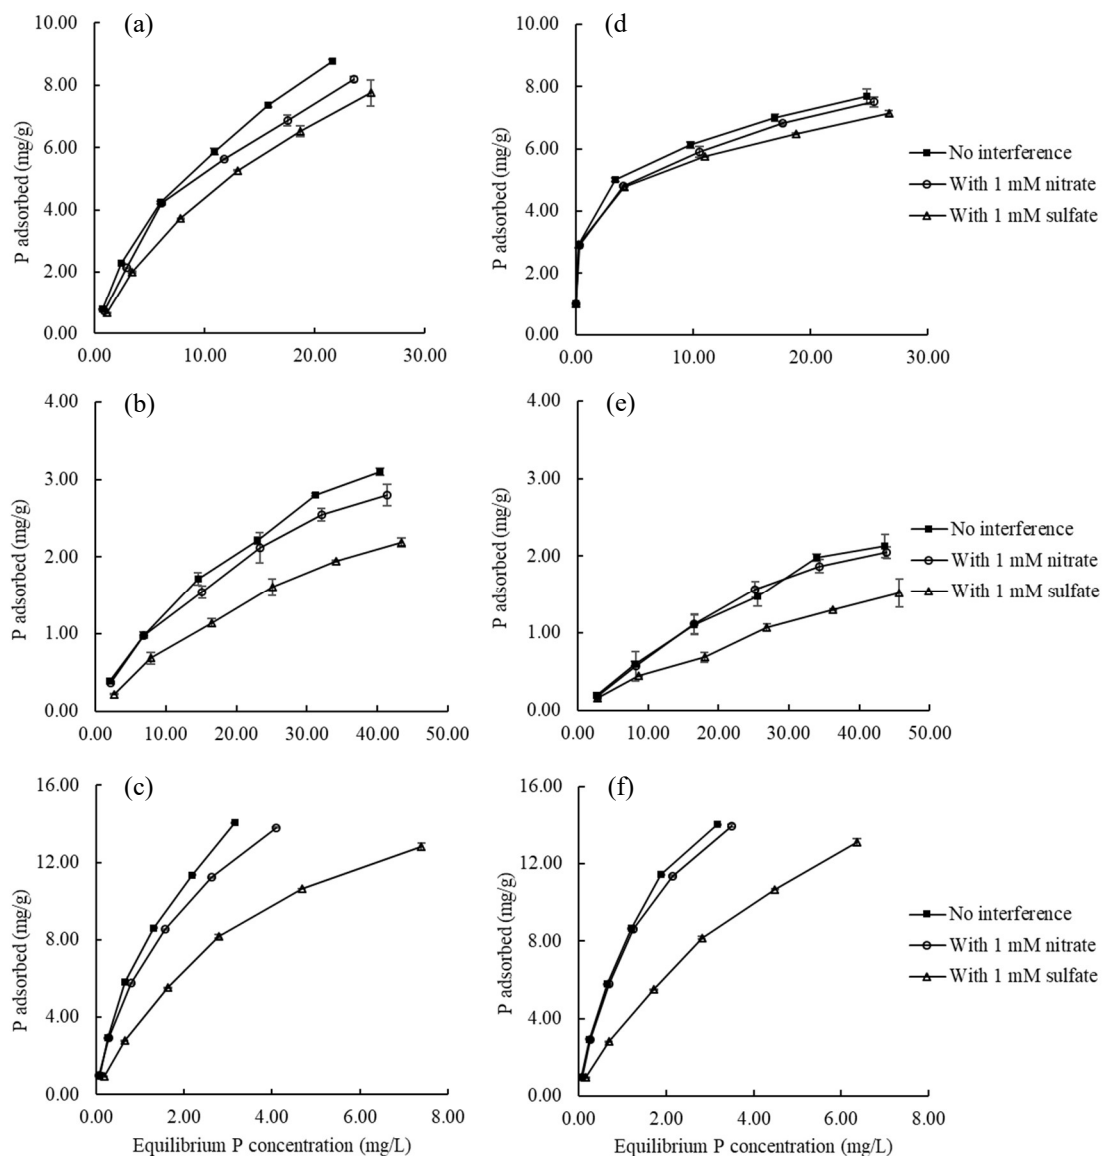 (a)
10.00
8.00
6.00
4.00
2.00
0.00
P adsorbed (mg/g)
0.00 10.00 20.00 30.00
(d)
10.00
8.00
6.00
4.00
2.00
0.00
P adsorbed (mg/g)
0.00 10.00 20.00 30.00
No interference
With 1 mM nitrate
With 1 mM sulfate
(b)
4.00
3.00
2.00
1.00
0.00
P adsorbed (mg/g)
0.00 10.00 20.00 30.00 40.00 50.00
(e)
4.00
3.00
2.00
1.00
0.00
P adsorbed (mg/g)
0.00 10.00 20.00 30.00 40.00 50.00
No interference
With 1 mM nitrate
With 1 mM sulfate
(c)
16.00
12.00
8.00
4.00
0.00
P adsorbed (mg/g)
0.00 2.00 4.00 6.00 8.00
Equilibrium P concentration (mg/L)
(f)
16.00
12.00
8.00
4.00
0.00
P adsorbed (mg/g)
0.00 2.00 4.00 6.00 8.00
Equilibrium P concentration (mg/L)
No interference
With 1 mM nitrate
With 1 mM sulfate